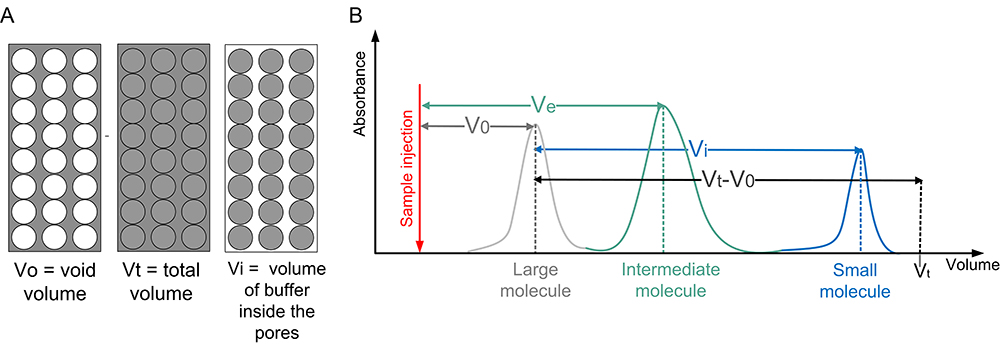 A
Vo = void
volume
Vt = total
volume
Vi = volume
of buffer
inside the
pores
B
Absorbance
Sample injection
Ve
V0
Vi
Vt-V0
Vt
Volume
Large
molecule
Intermediate
molecule
Small
molecule